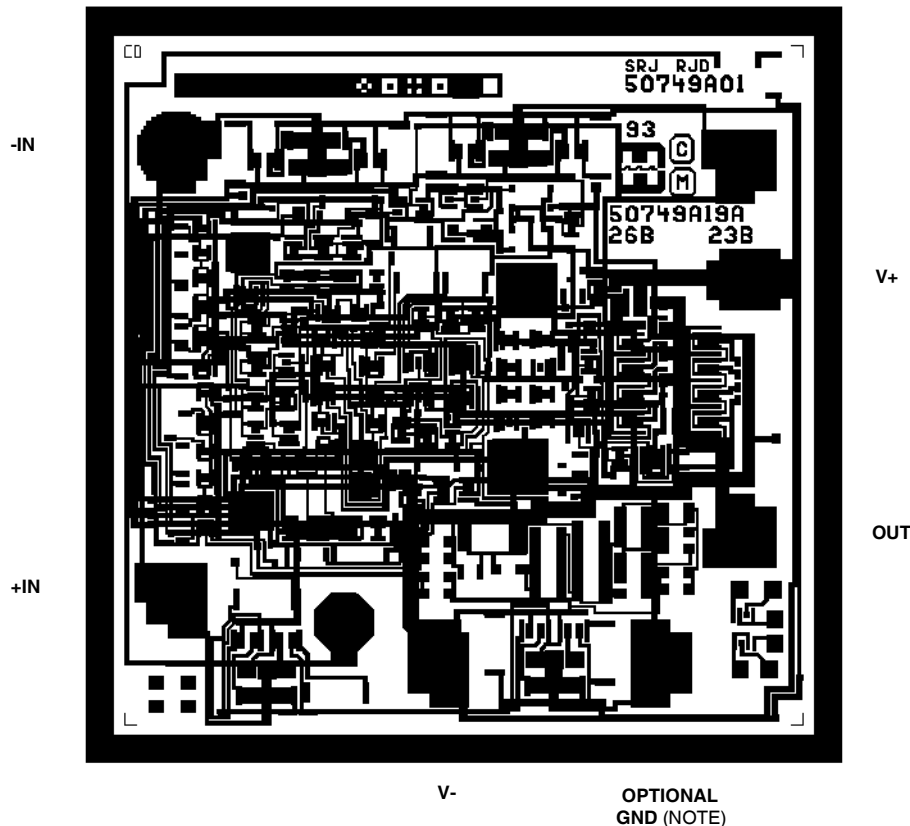 CD
SRJ RJD
50749A01
-IN
93
C
M
50749A19A
26B 23B
V+
OUT
+IN
V-
OPTIONAL
GND (NOTE)